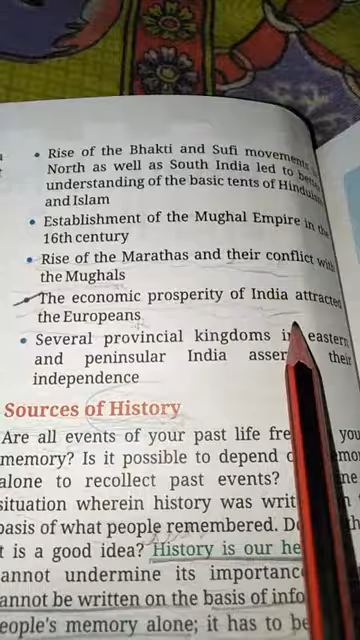 • Rise of the Bhakti and Sufi movements
North as well as South India led to
understanding of the basic tents of Hinduism
and Islam
• Establishment of the Mughal Empire in the
16th century
• Rise of the Marathas and their conflict with
the Mughals
The economic prosperity of India attracted
the Europeans
• Several provincial kingdoms in eastern
and peninsular India their
independence
Sources of History
Are all events of your past life you
memory? Is it possible to depend
alone to recollect past events?
situation wherein history was
basis of what people remembered.
it is a good idea? History is our
cannot undermine its importance
cannot be written on the basis of
people's memory alone; it has to be